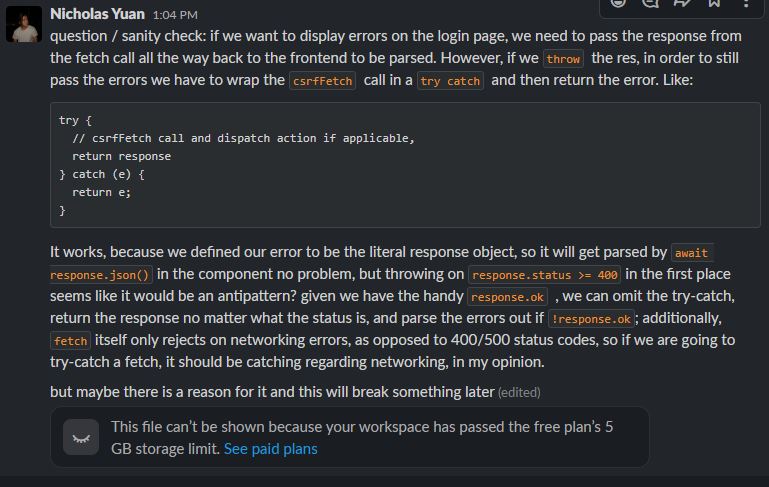 Nicholas Yuan 1:04 PM
question / sanity check: if we want to display errors on the login page, we need to pass the response from
the fetch call all the way back to the frontend to be parsed. However, if we throw the res, in order to still
pass the errors we have to wrap the csrfFetch call in a try catch and then return the error. Like:
try {
  // csrfFetch call and dispatch action if applicable,
  return response
} catch (e) {
  return e;
}
It works, because we defined our error to be the literal response object, so it will get parsed by await
response.json() in the component no problem, but throwing on response.status >= 400 in the first place
seems like it would be an antipattern? given we have the handy response.ok , we can omit the try-catch,
return the response no matter what the status is, and parse the errors out if !response.ok; additionally,
fetch itself only rejects on networking errors, as opposed to 400/500 status codes, so if we are going to
try-catch a fetch, it should be catching regarding networking, in my opinion.
but maybe there is a reason for it and this will break something later (edited)
This file can't be shown because your workspace has passed the free plan's 5
GB storage limit. See paid plans